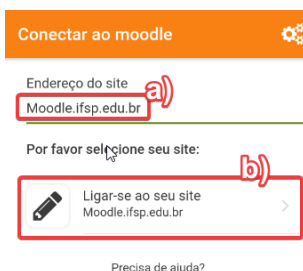 Conectar ao moodle
Endereço do site
a)
Moodle.ifsp.edu.br
Por favor selecione seu site:
b)
Ligar-se ao seu site
Moodle.ifsp.edu.br
Precisa de ajuda?